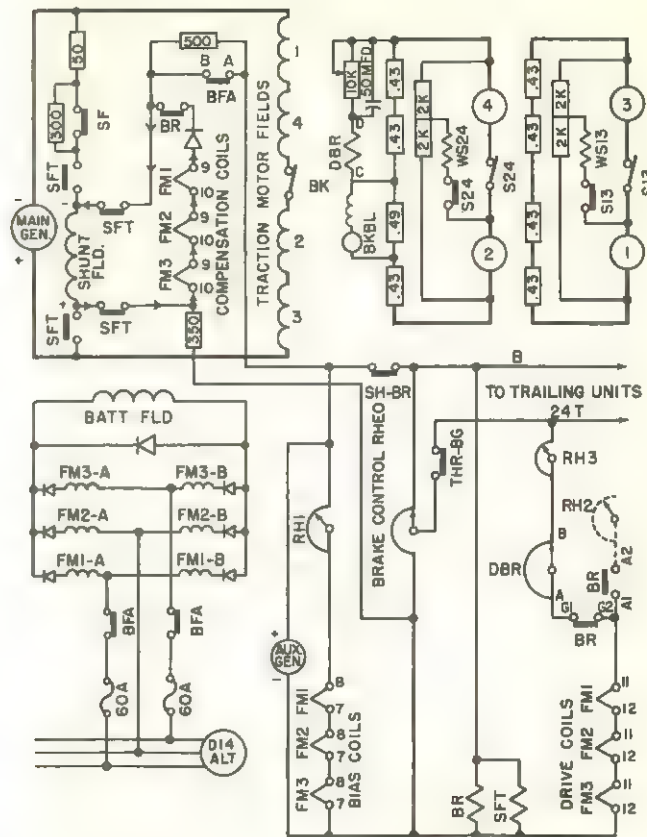 50
300
SF
SFT
SFT
MAIN GEN.
-
+
SHUNT FLD.
-
+
SFT
SFT
500
B A
BFA
BR
FM1
9
10
FM2
9
10
FM3
9
10
350
COMPENSATION COILS
TRACTION MOTOR FIELDS
1
4
BK
2
3
10K
50MFD
D
DBR
C
BKBL
.43
.43
.49
.43
2K
2K
WS24
S24
4
S24
2
.43
.43
.43
.43
2K
2K
WS13
S13
3
S13
1
B
SH-BR
TO TRAILING UNITS
24T
BATT FLD
FM3-A
FM3-B
FM2-A
FM2-B
FM1-A
FM1-B
BFA
BFA
60A
60A
D14 ALT
RH1
BRAKE CONTROL RHEO
THR-BG
RH3
RH2
B
DBR
A
G1
G2
BR
A2
BR
A1
+
AUX. GEN.
-
FM1
8
7
FM2
8
7
FM3
8
7
BIAS COILS
BR
SFT
DRIVE COILS
FM1
11
12
FM2
11
12
FM3
11
12